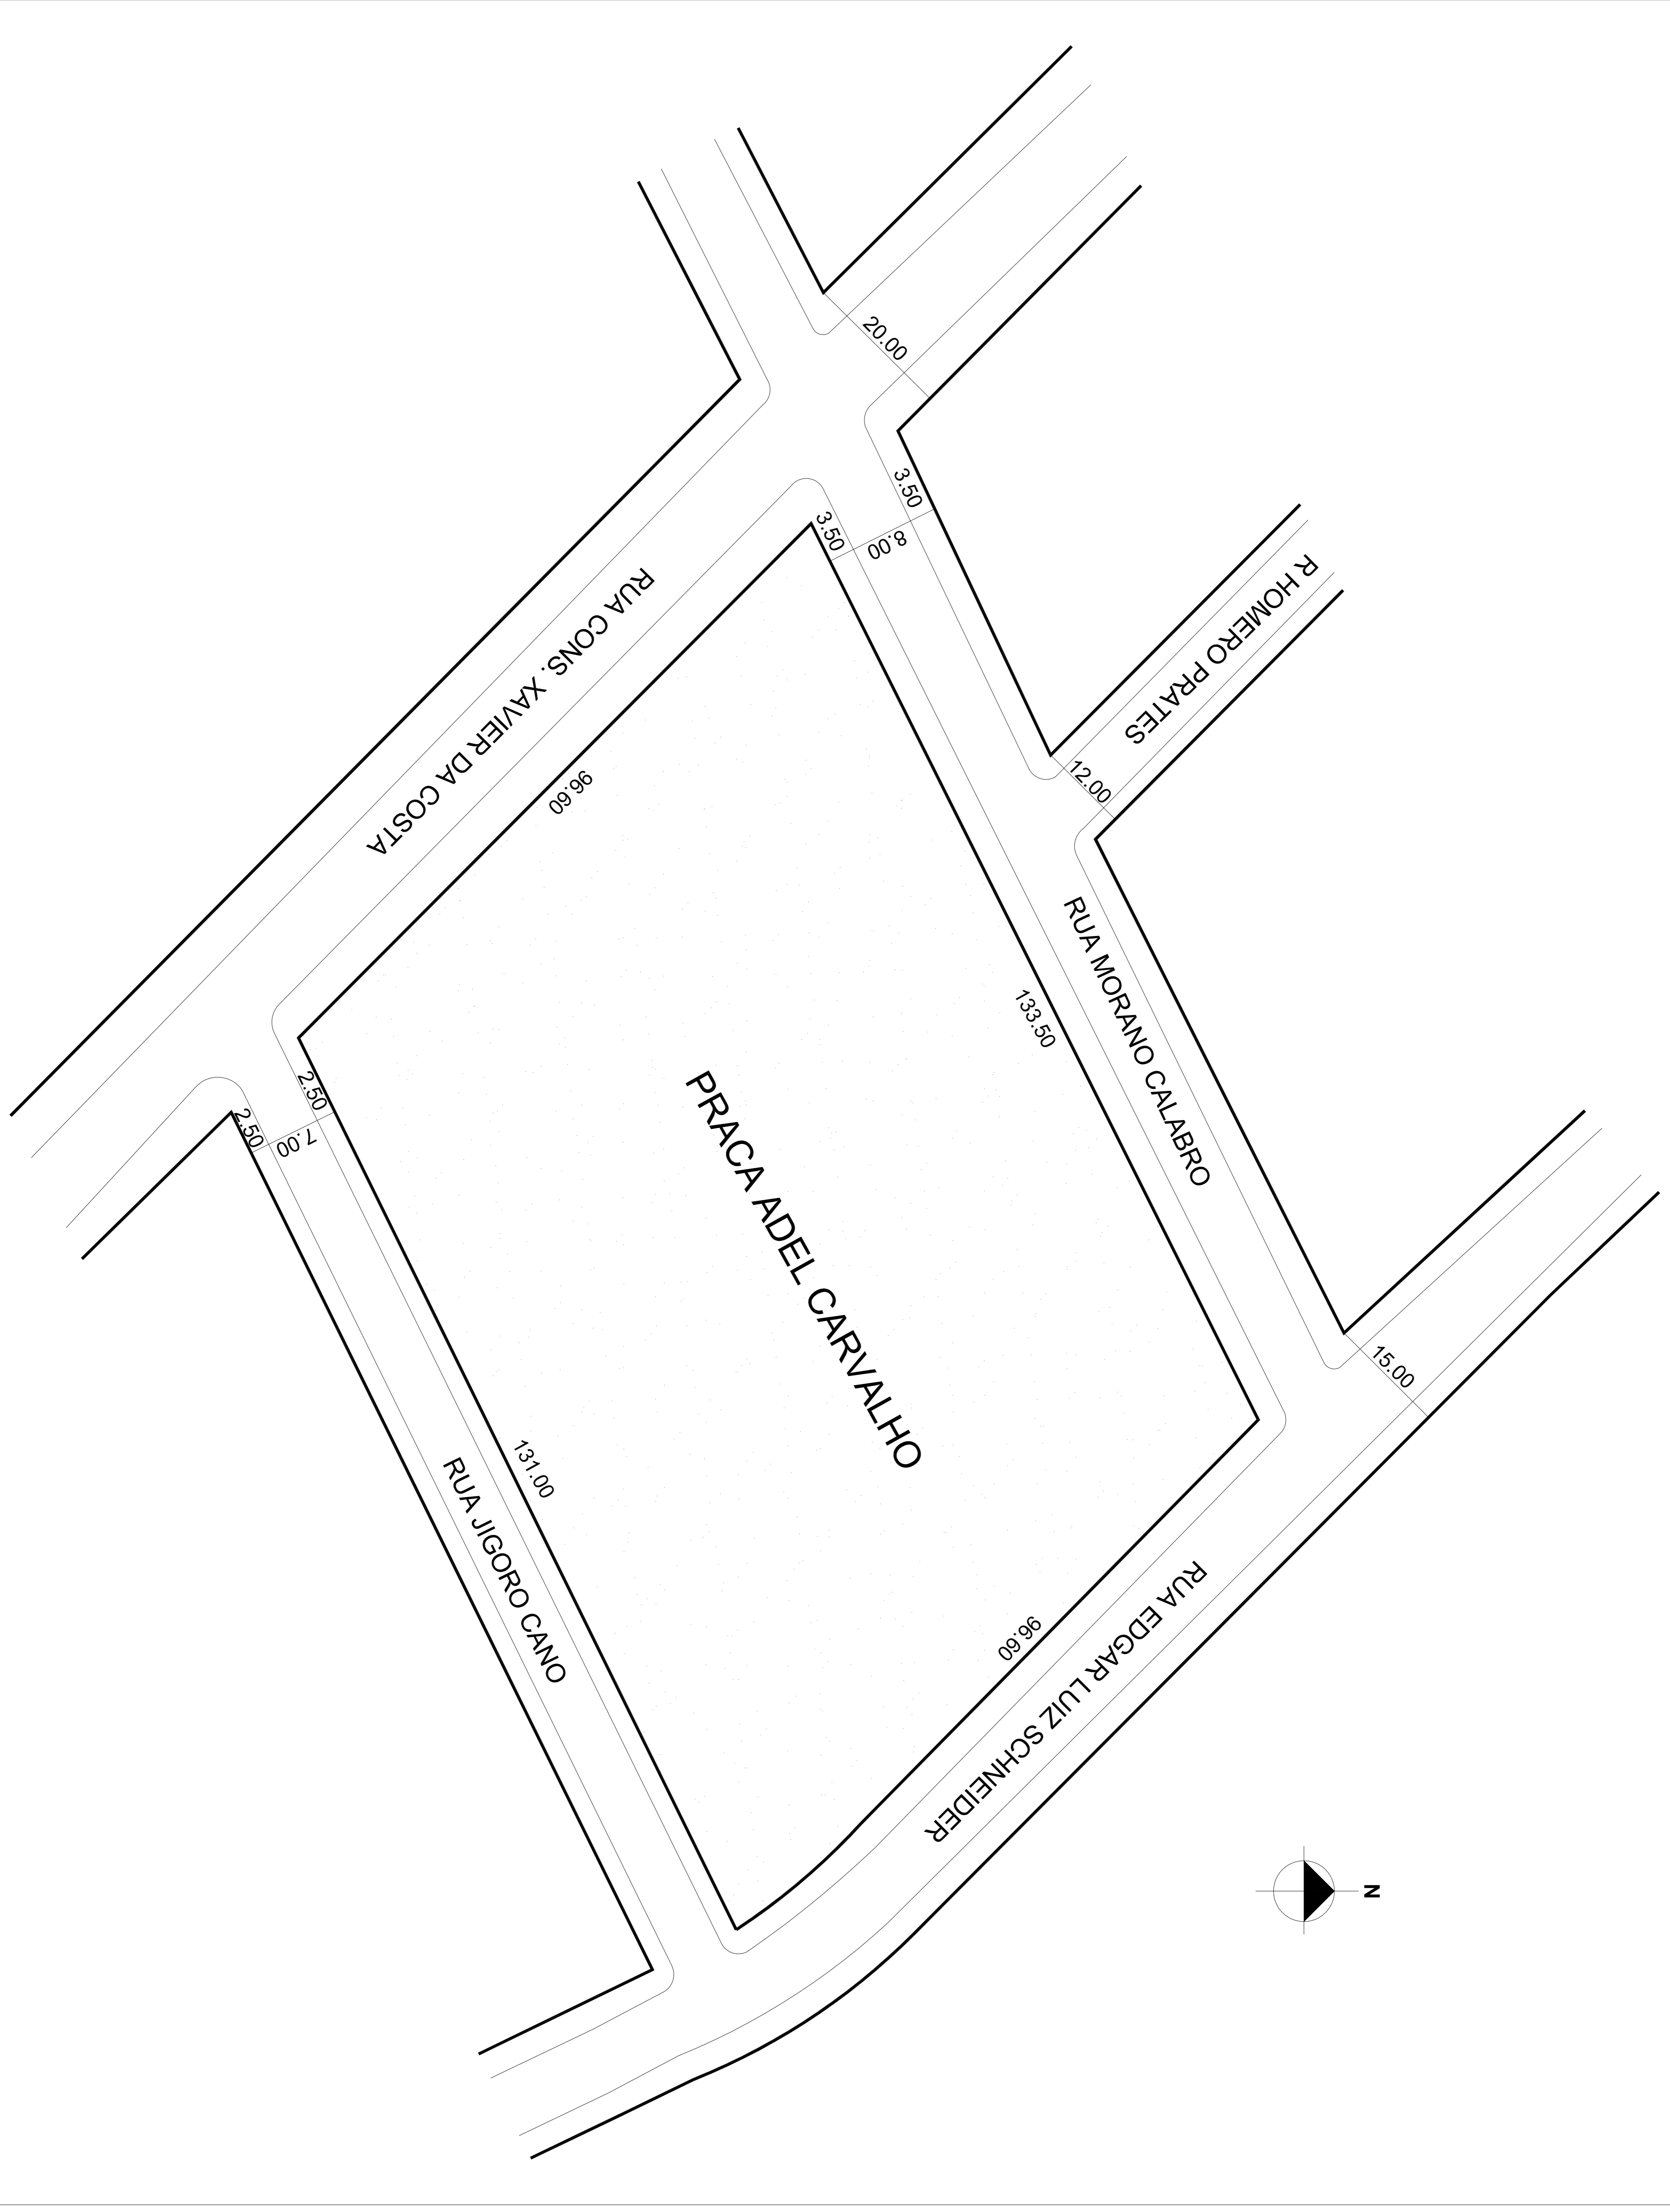 20.00
3.50
3.50
8.00
R HOMERO PRATES
RUA CONS. XAVIER DA COSTA
12.00
96.60
RUA MORANO CALABRO
133.50
2.50
2.50
7.00
PRACA ADEL CARVALHO
15.00
131.00
RUA JIGORO CANO
96.60
RUA EDGAR LUIZ SCHNEIDER
N